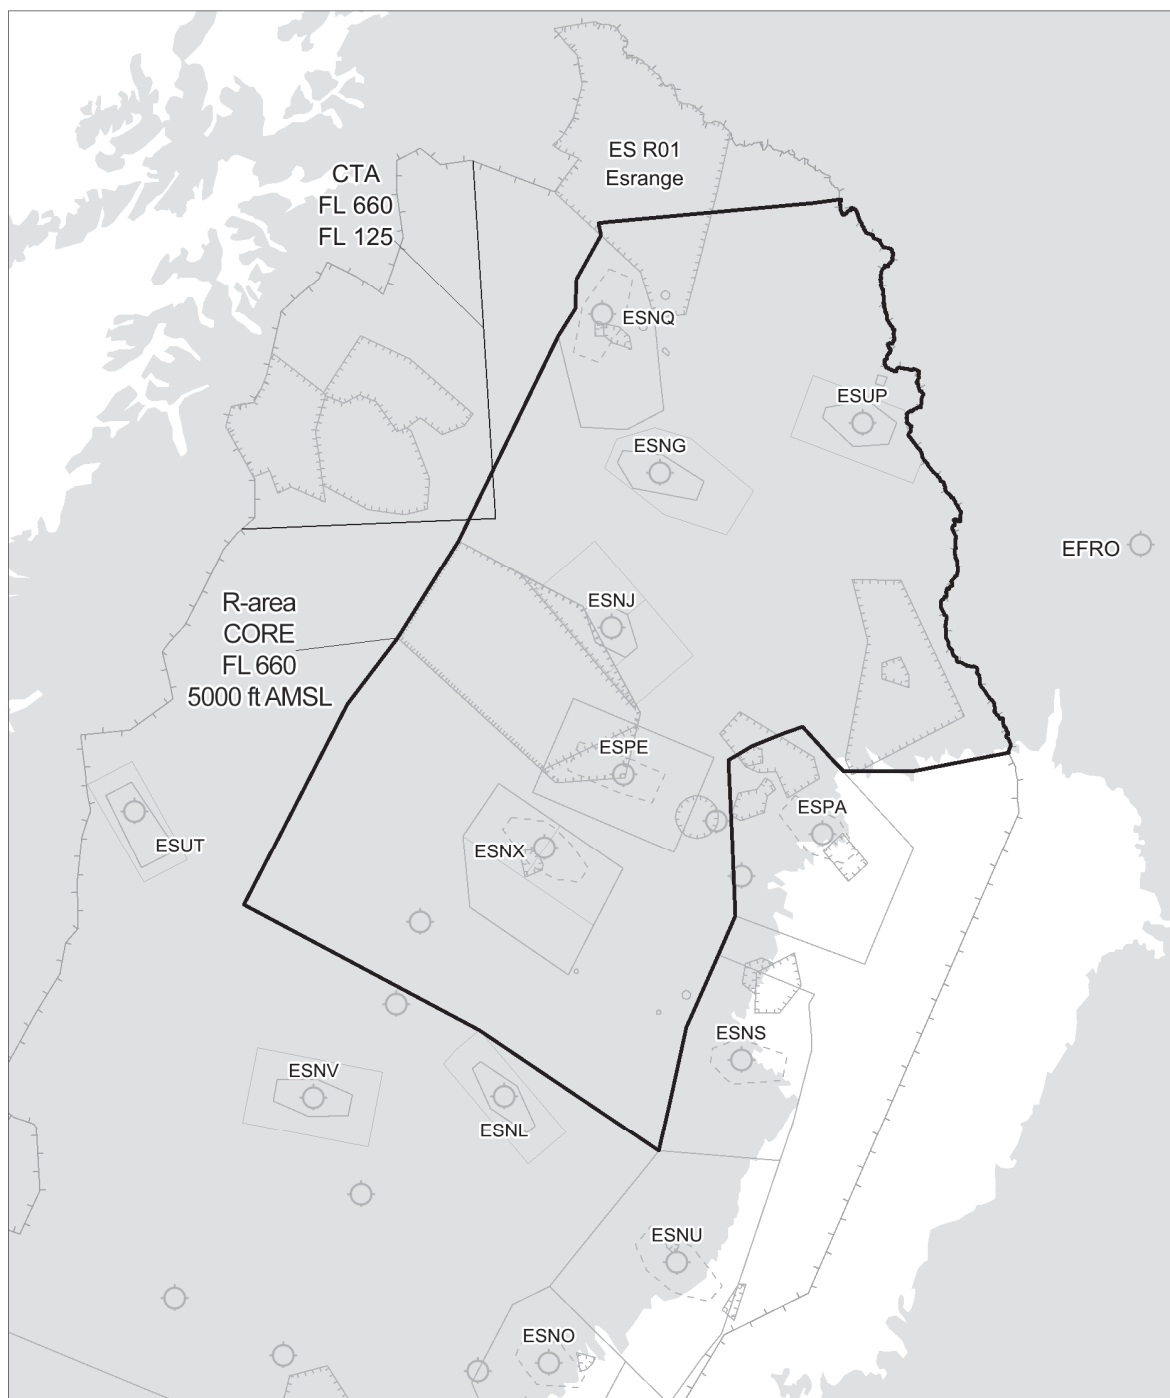 ES R01
Esrange
CTA
FL 660
FL 125
ESNQ
ESUP
ESNG
EFRO
ESNJ
R-area
CORE
FL 660
5000 ft AMSL
ESPE
ESPA
ESUT
ESNX
ESNS
ESNV
ESNL
ESNU
ESNO